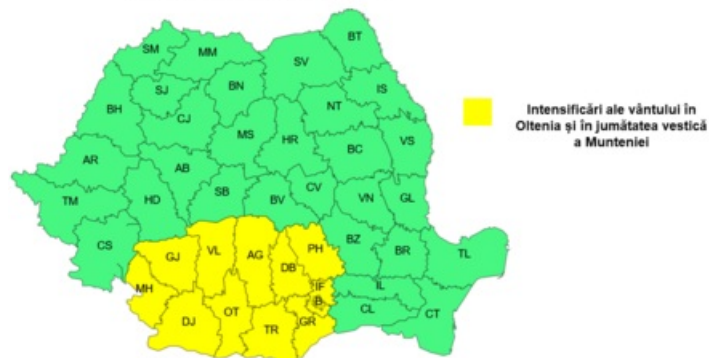 BT
SM
MM
SV
SJ
BN
IS
BH
CJ
NT
MS
HR
BC
VS
AR
AB
TM
HD
SB
BV
CV
VN
GL
CS
GJ
VL
AG
DB
PH
BZ
BR
TL
MH
IF
IL
B
DJ
OT
TR
GR
CL
CT
Intensificări ale vântului în
Oltenia și în jumătatea vestică
a Munteniei